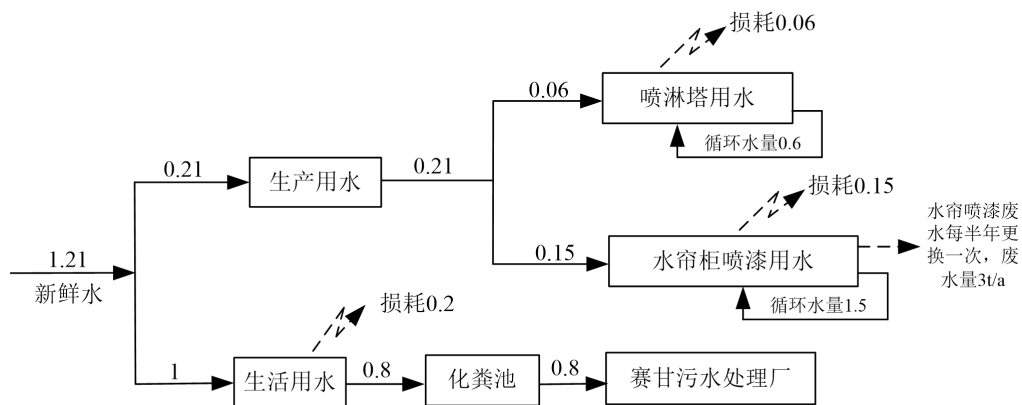 损耗0.06
0.06
喷淋塔用水
循环水量0.6
0.21
生产用水
0.21
损耗0.15
水帘喷漆废
水每半年更
换一次，废
水量3t/a
0.15
水帘柜喷漆用水
循环水量1.5
1.21
新鲜水
损耗0.2
1
生活用水
0.8
化粪池
0.8
赛甘污水处理厂